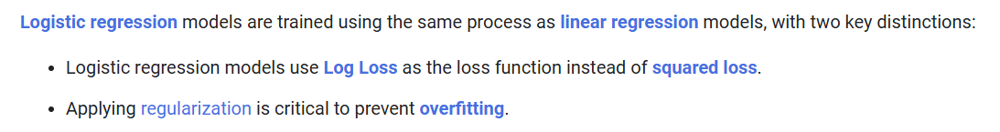 Logistic regression models are trained using the same process as linear regression models, with two key distinctions:
• Logistic regression models use Log Loss as the loss function instead of squared loss.
• Applying regularization is critical to prevent overfitting.